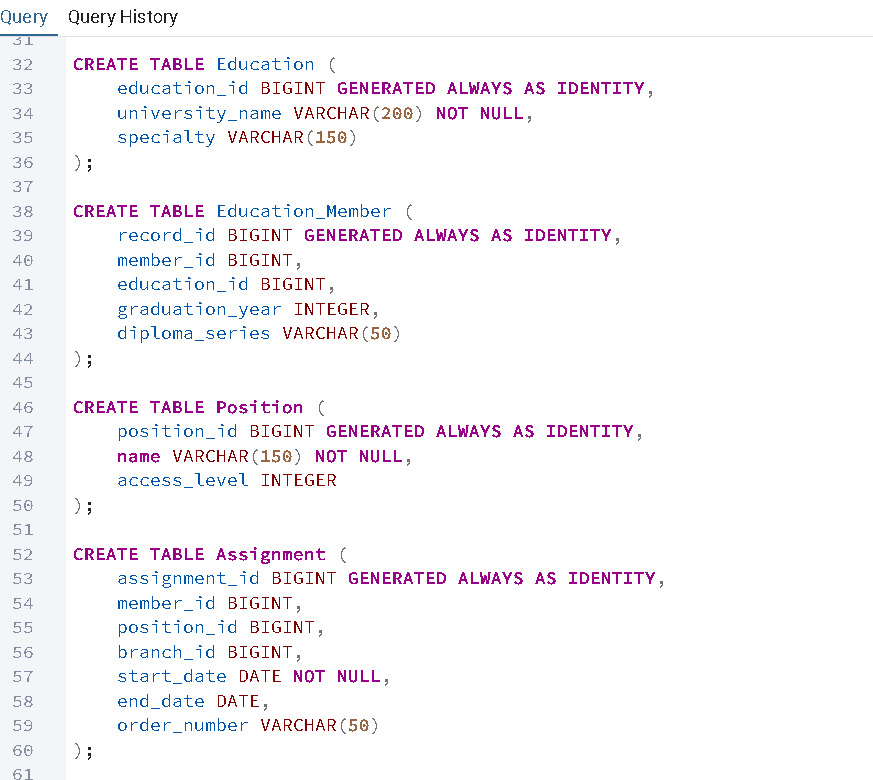 Query Query History
31
32 CREATE TABLE Education (
33 education_id BIGINT GENERATED ALWAYS AS IDENTITY,
34 university_name VARCHAR(200) NOT NULL,
35 specialty VARCHAR(150)
36 );
37
38 CREATE TABLE Education_Member (
39 record_id BIGINT GENERATED ALWAYS AS IDENTITY,
40 member_id BIGINT,
41 education_id BIGINT,
42 graduation_year INTEGER,
43 diploma_series VARCHAR(50)
44 );
45
46 CREATE TABLE Position (
47 position_id BIGINT GENERATED ALWAYS AS IDENTITY,
48 name VARCHAR(150) NOT NULL,
49 access_level INTEGER
50 );
51
52 CREATE TABLE Assignment (
53 assignment_id BIGINT GENERATED ALWAYS AS IDENTITY,
54 member_id BIGINT,
55 position_id BIGINT,
56 branch_id BIGINT,
57 start_date DATE NOT NULL,
58 end_date DATE,
59 order_number VARCHAR(50)
60 );
61